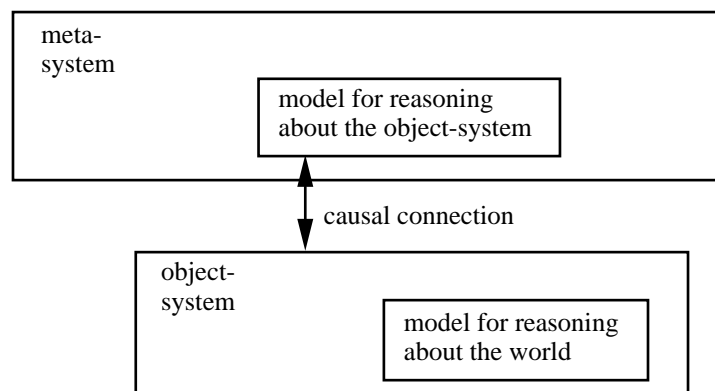 meta-
system
model for reasoning
about the object-system
causal connection
object-
system
model for reasoning
about the world